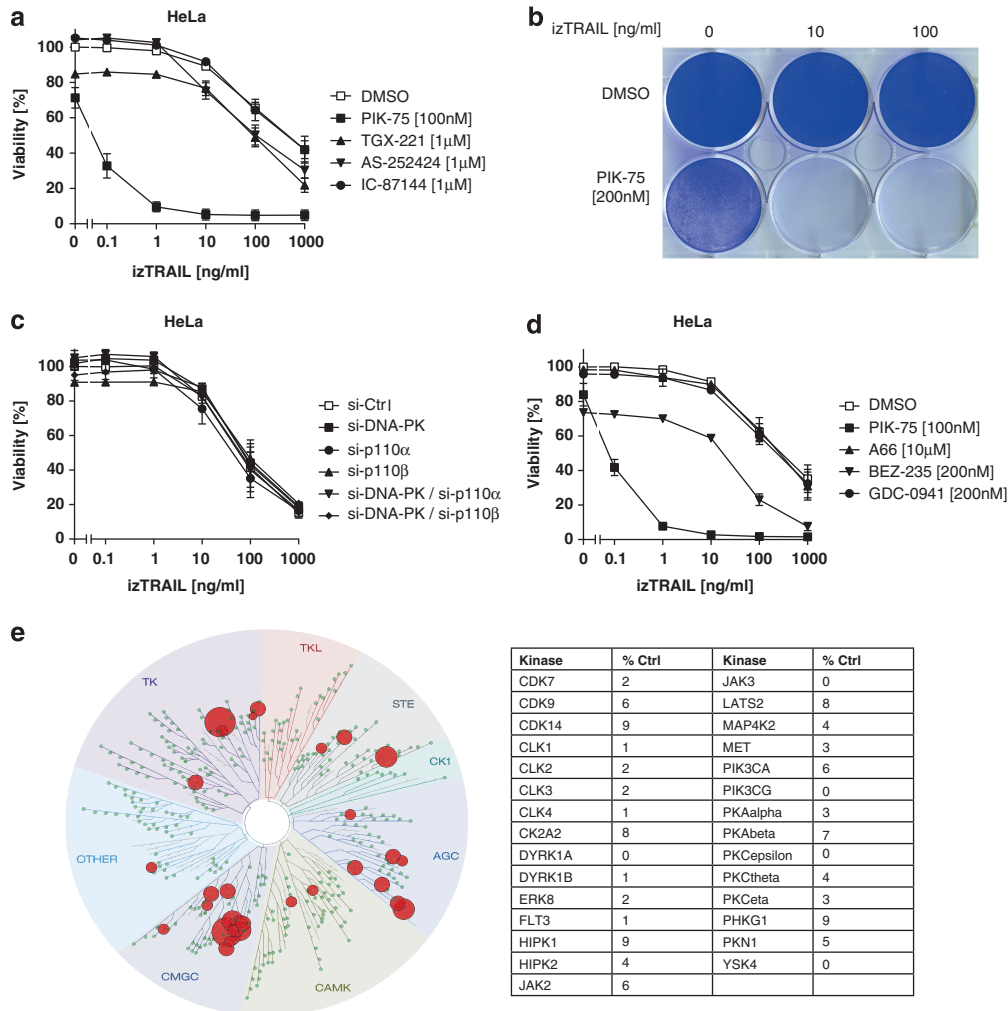 a
HeLa
Viability [%]
100
80
60
40
20
0
0 0.1 1 10 100 1000
izTRAIL [ng/ml]
DMSO
PIK-75 [100nM]
TGX-221 [1µM]
AS-252424 [1µM]
IC-87144 [1µM]
b
izTRAIL [ng/ml]
0 10 100
DMSO
PIK-75
[200nM]
c
HeLa
Viability [%]
100
80
60
40
20
0
0 0.1 1 10 100 1000
izTRAIL [ng/ml]
si-Ctrl
si-DNA-PK
si-p110α
si-p110β
si-DNA-PK / si-p110α
si-DNA-PK / si-p110β
d
HeLa
Viability [%]
100
80
60
40
20
0
0 0.1 1 10 100 1000
izTRAIL [ng/ml]
DMSO
PIK-75 [100nM]
A66 [10µM]
BEZ-235 [200nM]
GDC-0941 [200nM]
e
TKL
TK
STE
CK1
AGC
OTHER
CMGC
CAMK
Kinase % Ctrl Kinase % Ctrl
CDK7 2 JAK3 0
CDK9 6 LATS2 8
CDK14 9 MAP4K2 4
CLK1 1 MET 3
CLK2 2 PIK3CA 6
CLK3 2 PIK3CG 0
CLK4 1 PKAalpha 3
CK2A2 8 PKAbeta 7
DYRK1A 0 PKCepsilon 0
DYRK1B 1 PKCtheta 4
ERK8 2 PKCeta 3
FLT3 1 PHKG1 9
HIPK1 9 PKN1 5
HIPK2 4 YSK4 0
JAK2 6